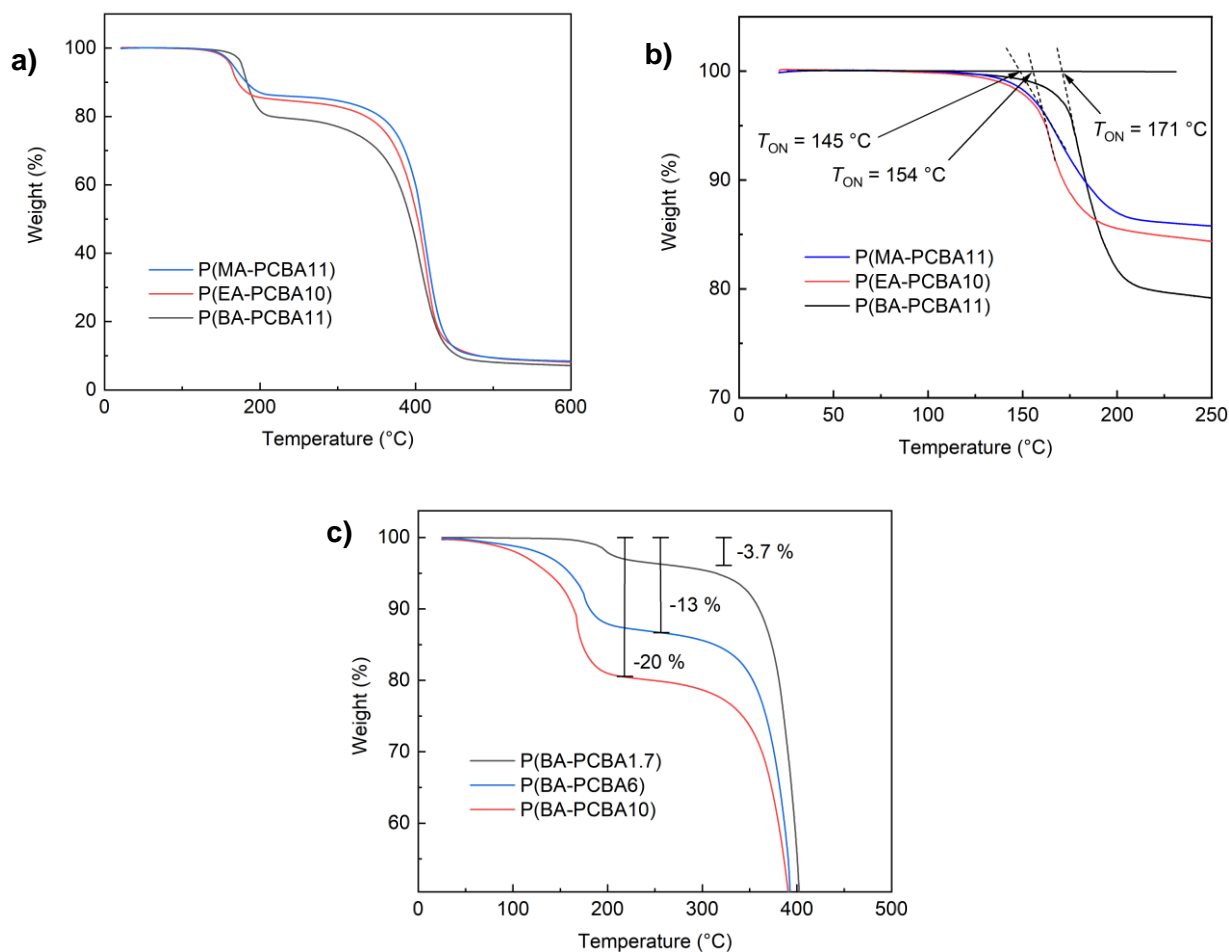 a)
Weight (%)
100
80
60
40
20
0
P(MA-PCBA11)
P(EA-PCBA10)
P(BA-PCBA11)
0 200 400 600
Temperature (°C)
b)
Weight (%)
100
90
80
70
T_ON = 145 °C
T_ON = 154 °C
T_ON = 171 °C
P(MA-PCBA11)
P(EA-PCBA10)
P(BA-PCBA11)
0 50 100 150 200 250
Temperature (°C)
c)
Weight (%)
100
90
80
70
60
-3.7 %
-13 %
-20 %
P(BA-PCBA1.7)
P(BA-PCBA6)
P(BA-PCBA10)
0 100 200 300 400 500
Temperature (°C)